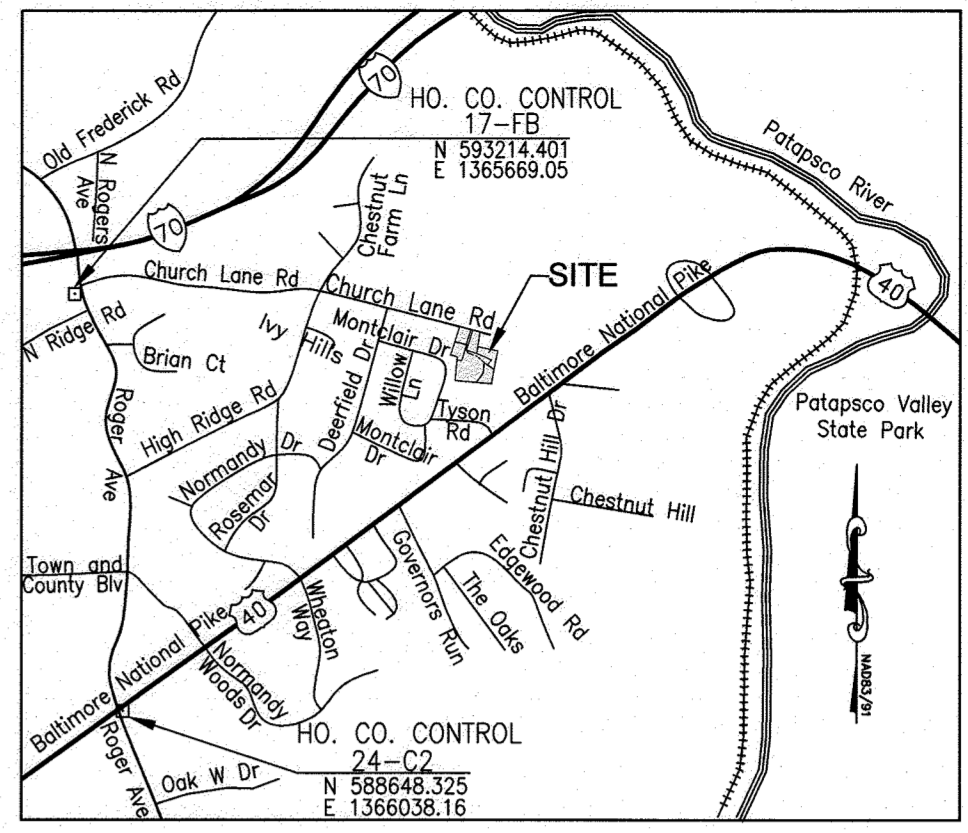 Old Frederick Rd
N Rogers
Ave
70
70
HO. CO. CONTROL
17-FB
N 593214.401
E 1365669.05
Patapsco River
Chestnut
Farm Ln
Church Lane Rd
Church Lane Rd
SITE
N Ridge Rd
Brian Ct
Ivy
Hills
Montclair Dr
Deerfield Dr
Willow
Ln
Baltimore National Pike
40
Roger Ave
High Ridge Rd
Tyson
Rd
Montclair
Dr
Patapsco Valley
State Park
Normandy Dr
Rosemar
Dr
Chestnut Hill Dr
Chestnut Hill
Town and
County Blv
Governors Run
Edgewood Rd
The Oaks
Wheaton
Way
40
Baltimore National Pike
Normandy
Woods Dr
NAD83/91
HO. CO. CONTROL
24-C2
N 588648.325
E 1366038.16
Roger Ave
Oak W Dr